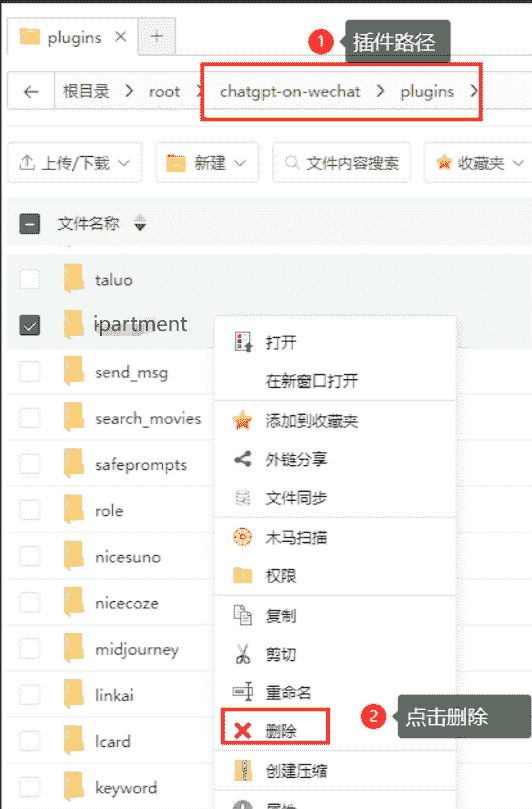 plugins
1 插件路径
根目录 root chatgpt-on-wechat plugins
上传/下载 新建 文件内容搜索 收藏夹
文件名称
taluo
ipartment
打开
send_msg
在新窗口打开
search_movies
添加到收藏夹
safeprompts
外链分享
文件同步
role
木马扫描
nicesuno
权限
nicecoze
复制
midjourney
剪切
linkai
重命名
lcard
删除
2 点击删除
创建压缩
keyword
属性